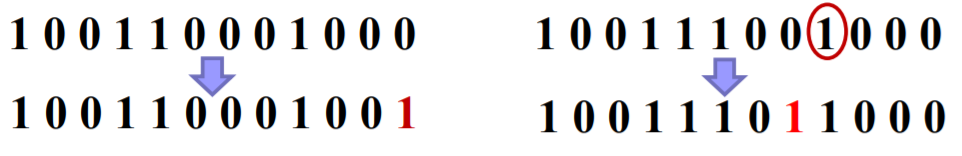 1 0 0 1 1 0 0 0 1 0 0 0
1 0 0 1 1 0 0 0 1 0 0 1
1 0 0 1 1 1 0 0 1 0 0 0
1 0 0 1 1 1 0 1 1 0 0 0